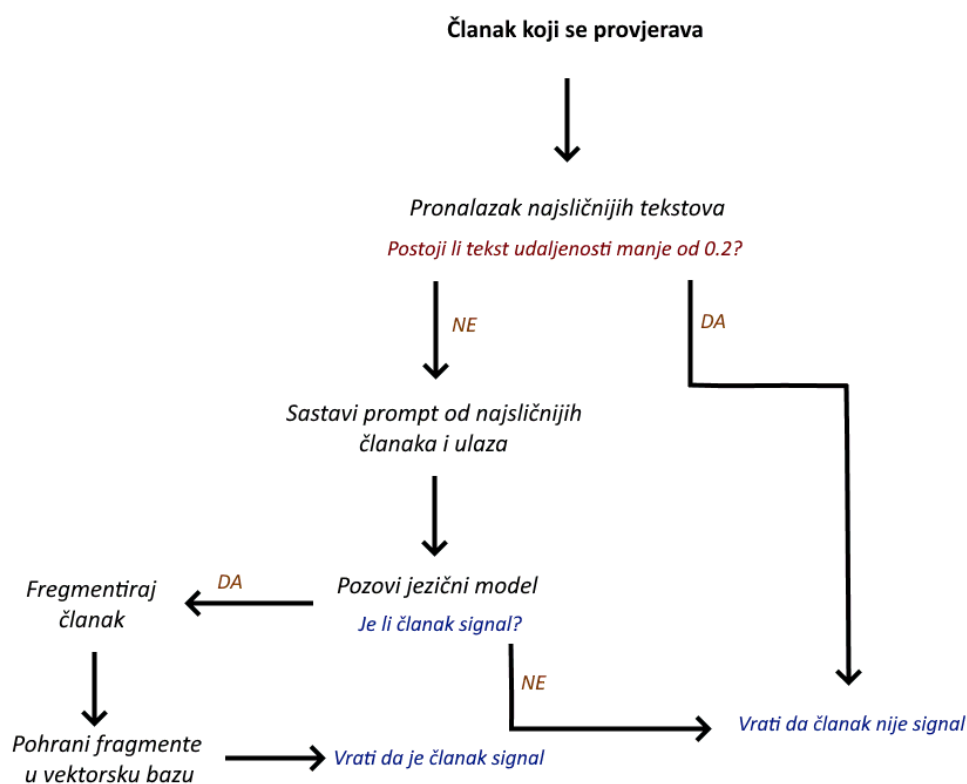 Članak koji se provjerava
Pronalazak najsličnijih tekstova
Postoji li tekst udaljenosti manje od 0.2?
NE
DA
Sastavi prompt od najsličnijih
članaka i ulaza
Pozovi jezični model
Je li članak signal?
DA
Fregmentiraj
članak
NE
Pohrani fragmente
u vektorsku bazu
Vrati da je članak signal
Vrati da članak nije signal